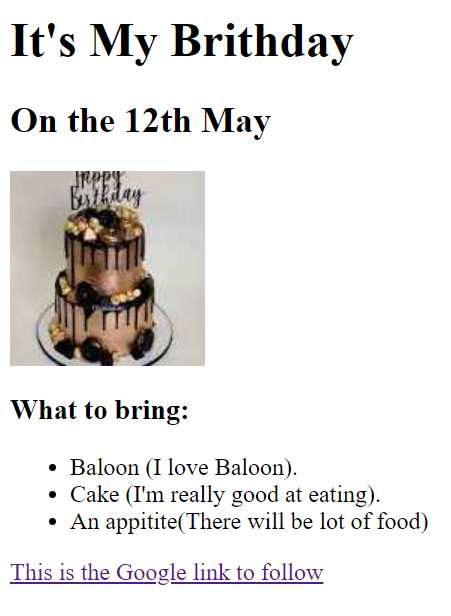 It's My Brithday
On the 12th May
Happy
Birthday
What to bring:
Baloon (I love Baloon).
Cake (I'm really good at eating).
An appitite(There will be lot of food)
This is the Google link to follow